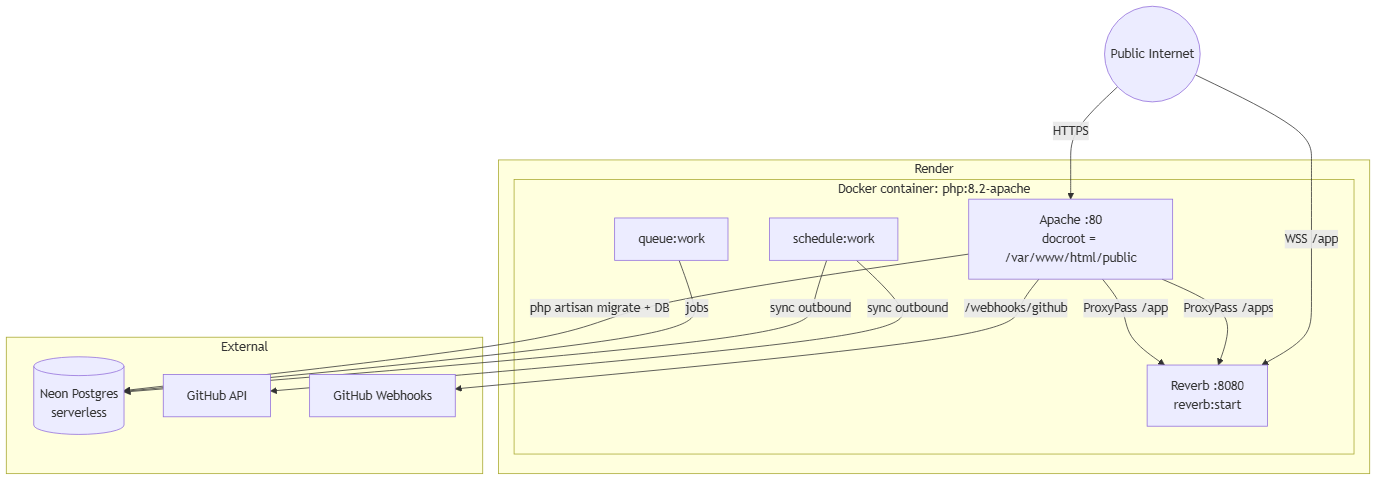 Public Internet
HTTPS
Render
Docker container: php:8.2-apache
queue:work
schedule:work
Apache :80
docroot =
/var/www/html/public
WSS /app
php artisan migrate + DB
jobs
sync outbound
sync outbound
/webhooks/github
ProxyPass /app
ProxyPass /apps
External
Neon Postgres
serverless
GitHub API
GitHub Webhooks
Reverb :8080
reverb:start